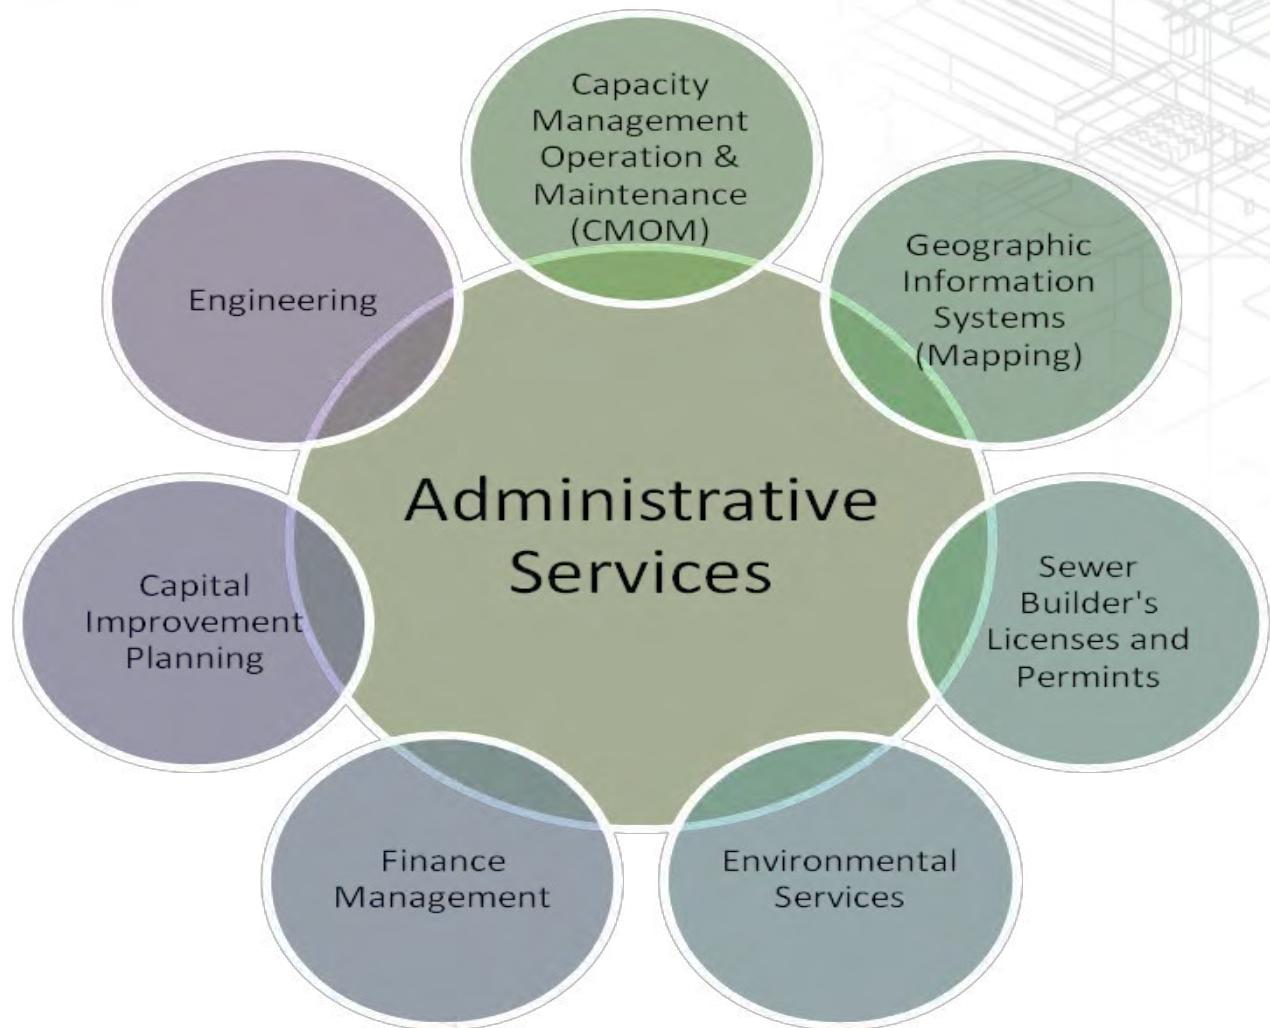 Capacity
Management
Operation &
Maintenance
(CMOM)
Geographic
Information
Systems
(Mapping)
Engineering
Administrative
Services
Sewer
Builder's
Licenses and
Permints
Capital
Improvement
Planning
Finance
Management
Environmental
Services